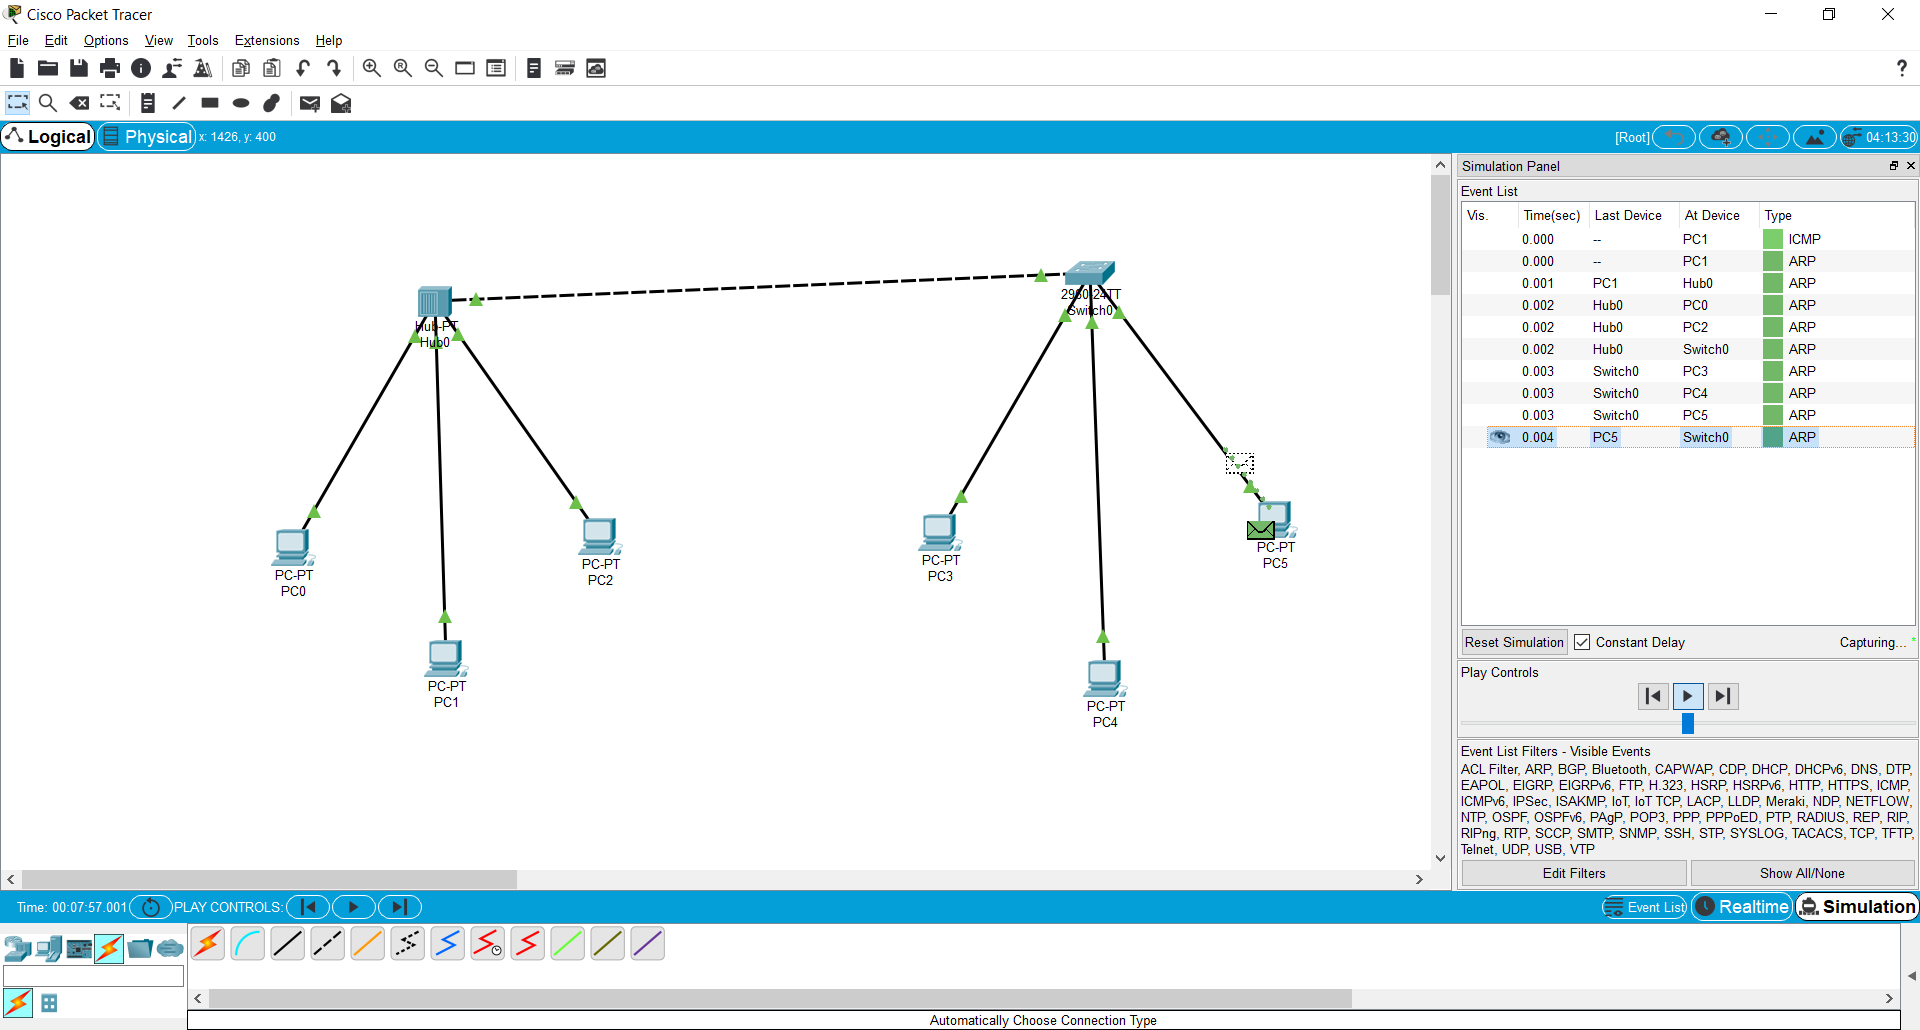 Cisco Packet Tracer
File Edit Options View Tools Extensions Help
?
Logical Physical x: 1426, y: 400 [Root] 04:13:30
Simulation Panel
Event List
Vis. Time(sec) Last Device At Device Type
0.000 -- PC1 ICMP
0.000 -- PC1 ARP
0.001 PC1 Hub0 ARP
0.002 Hub0 PC0 ARP
0.002 Hub0 PC2 ARP
0.002 Hub0 Switch0 ARP
0.003 Switch0 PC3 ARP
0.003 Switch0 PC4 ARP
0.003 Switch0 PC5 ARP
0.004 PC5 Switch0 ARP
Reset Simulation Constant Delay Capturing... *
Play Controls
Event List Filters - Visible Events
ACL Filter, ARP, BGP, Bluetooth, CAPWAP, CDP, DHCP, DHCPv6, DNS, DTP,
EAPOL, EIGRP, EIGRPv6, FTP, H.323, HSRP, HSRPv6, HTTP, HTTPS, ICMP,
ICMPv6, IPSec, ISAKMP, IoT, IoT TCP, LACP, LLDP, Meraki, NDP, NETFLOW,
NTP, OSPF, OSPFv6, PAgP, POP3, PPP, PPPoED, PTP, RADIUS, REP, RIP,
RIPng, RTP, SCCP, SMTP, SNMP, SSH, STP, SYSLOG, TACACS, TCP, TFTP,
Telnet, UDP, USB, VTP
Edit Filters Show All/None
2960-24TT
Switch0
Hub-PT
Hub0
PC-PT
PC0
PC-PT
PC1
PC-PT
PC2
PC-PT
PC3
PC-PT
PC4
PC-PT
PC5
Time: 00:07:57.001 PLAY CONTROLS: Event List Realtime Simulation
Automatically Choose Connection Type